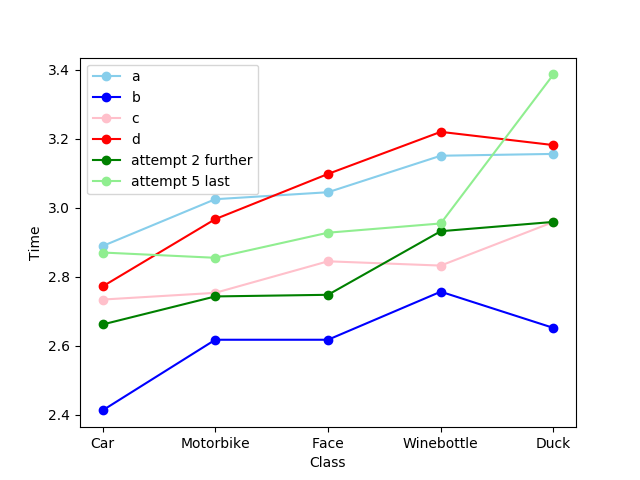 3.4
3.2
3.0
2.8
2.6
2.4
Time
a
b
c
d
attempt 2 further
attempt 5 last
Car Motorbike Face Winebottle Duck
Class